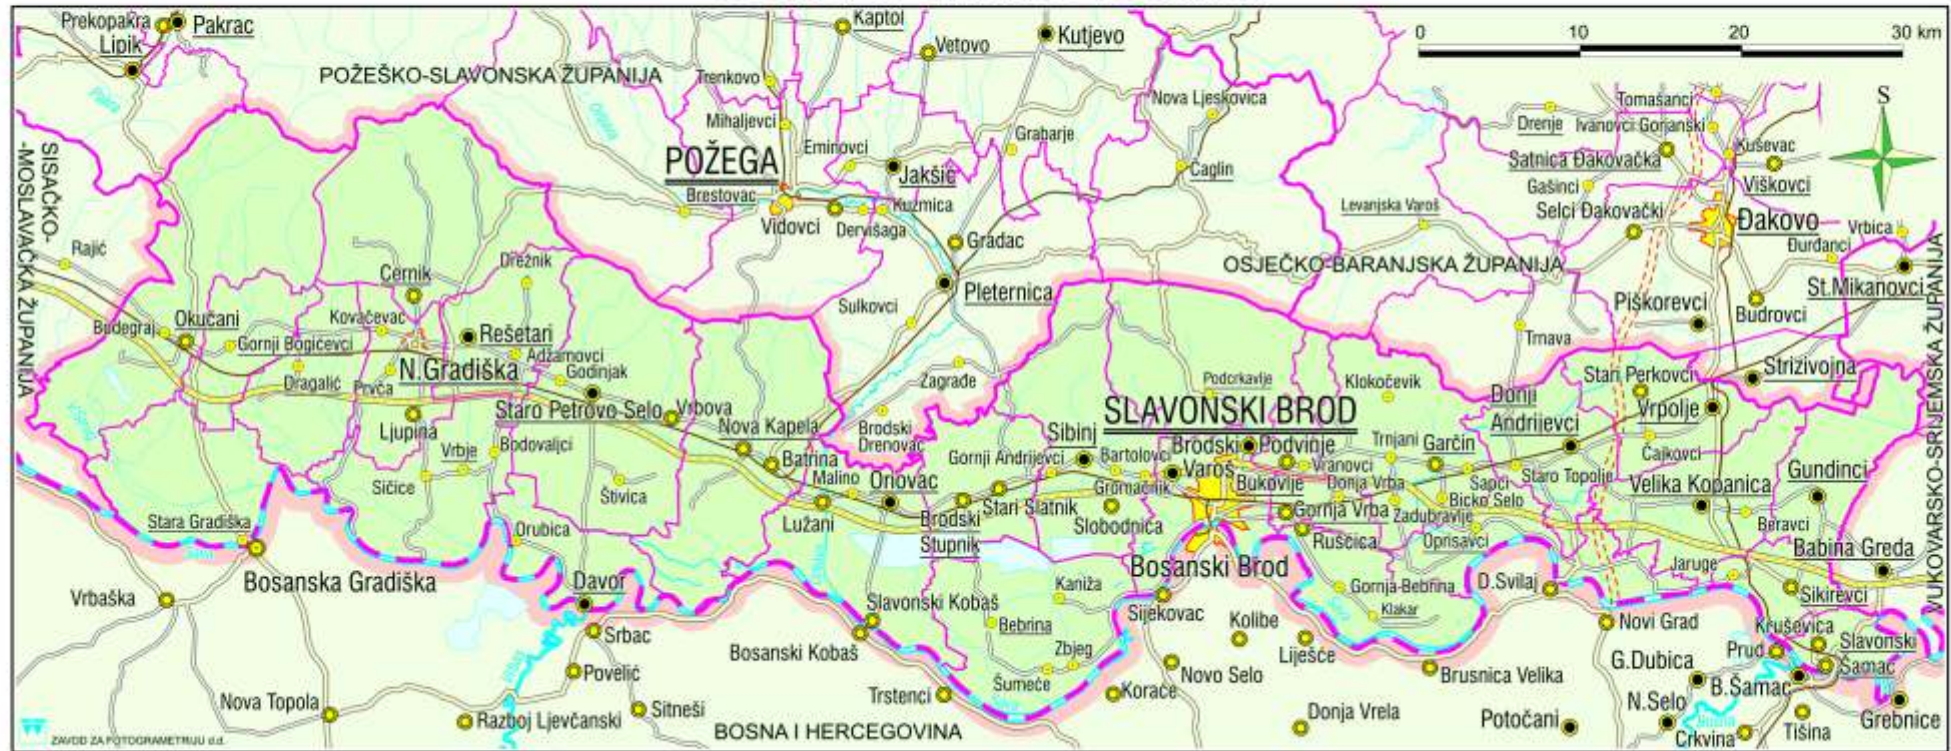 Prekopakra
Pakrac
Lipik
Kaptol
Vetovo
Kutjevo
0
10
20
30 km
POŽEŠKO-SLAVONSKA ŽUPANIJA
Trenkovo
Pakra
Orljava
Nova Ljeskovica
Tomašanci
S
Mihaljevci
Grabarje
Drenje
Ivanovci Gorjanski
SISAČKO-
-MOSLAVAČKA ŽUPANIJA
Eminovci
Kuševac
POŽEGA
Jakšić
Čaglin
Satnica Đakovačka
Viškovci
Brestovac
Kuzmica
Gašinci
Levanjska Varoš
Selci Đakovački
Vidovci
Dervišaga
Đakovo
Vrbica
Rajić
Gradac
Đurđanci
OSJEČKO-BARANJSKA ŽUPANIJA
Drežnik
Cernik
Pleternica
St.Mikanovci
Sulkovci
Piškorevci
Budrovci
Kovačevac
Okučani
Budegraj
Rešetari
Trnava
Gornji Bogićevci
Adžamovci
N.Gradiška
Godinjak
Strizivojna
Dragalić
Prvča
Zagrađe
Podcrkavlje
Klokočevik
Stari Perkovci
Donji
Andrijevci
Staro Petrovo Selo
Vrbova
SLAVONSKI BROD
Vrpolje
Nova Kapela
Brodski
Drenovac
Ljupina
Sibinj
Brodski
Varoš
Podvinje
Trnjani
Garčin
Vrbje
Bodovaljci
Batrina
Gornji Andrijevci
Bartolovci
Vranovci
Čajkovci
Malino
Oriovac
Staro Topolje
Gundinci
Sičice
Štivica
Gromačnik
Bukovlje
Donja Vrba
Sapci
Bicko Selo
Velika Kopanica
Lužani
Brodski
Stupnik
Stari Slatnik
Slobodnica
Gornja Vrba
Zadubravlje
Beravci
Stara Gradiška
Orubica
Ruščica
Oprisavci
Babina Greda
VUKOVARSKO-SRIJEMSKA ŽUPANIJA
Bosanska Gradiška
Bosanski Brod
Jaruge
Davor
Kaniža
Gornja Bebrina
D.Svilaj
Sikirevci
Vrbaška
Slavonski Kobaš
Sijekovac
Klakar
Bebrina
Kolibe
Novi Grad
Kruševica
Srbac
Slavonski
Šamac
Bosanski Kobaš
Zbjeg
Liješće
Prud
Povelić
Šumeće
Novo Selo
Brusnica Velika
G.Dubica
B.Šamac
Nova Topola
Trstenci
Korače
Sitneši
Razboj Ljevčanski
BOSNA I HERCEGOVINA
Donja Vrela
Potočani
N.Selo
Bosna
Crkvina
Tišina
Grebnice
ZAVOD ZA FOTOGRAMETRIJU d.d.